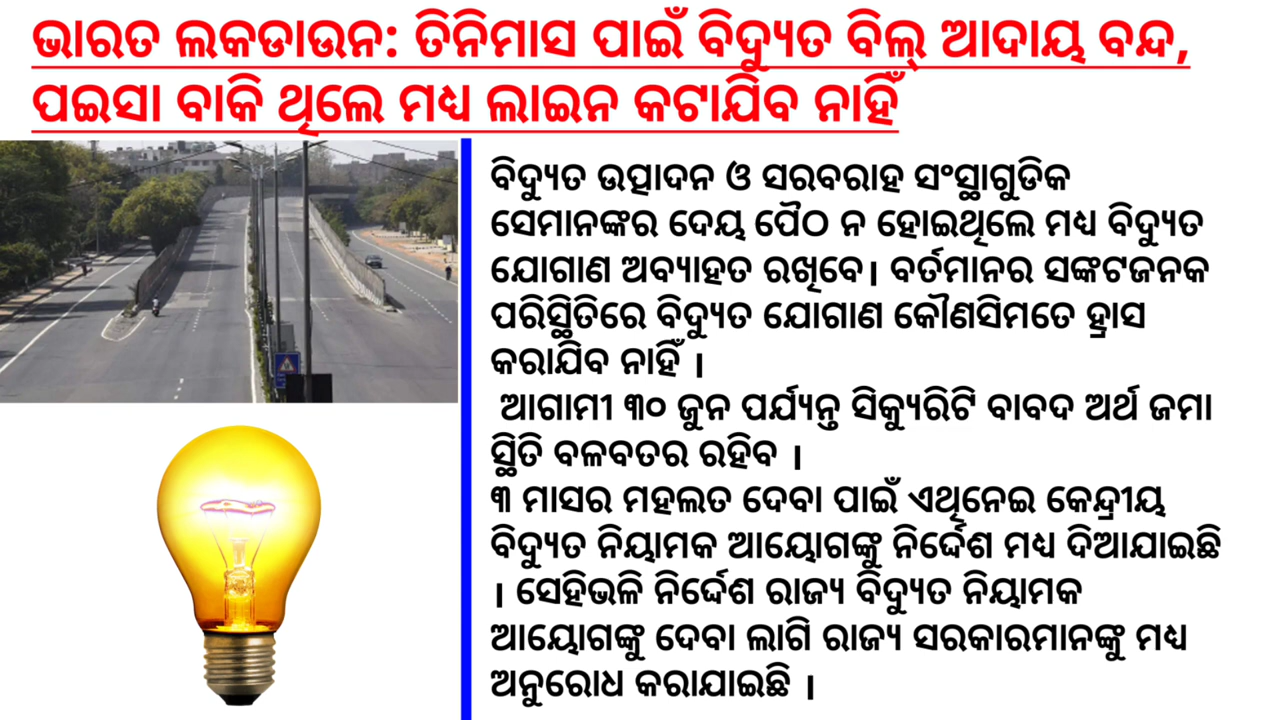 ଭାରତ ଲକଡାଉନ: ତିନିମାସ ପାଇଁ ବିଦ୍ୟୁତ ବିଲ୍ ଆଦାୟ ବନ୍ଦ,
ପଇସା ବାକି ଥିଲେ ମଧ୍ୟ ଲାଇନ କଟାଯିବ ନାହିଁ
ବିଦ୍ୟୁତ ଉତ୍ପାଦନ ଓ ସରବରାହ ସଂସ୍ଥାଗୁଡିକ
ସେମାନଙ୍କର ଦେୟ ପୈଠ ନ ହୋଇଥିଲେ ମଧ୍ୟ ବିଦ୍ୟୁତ
ଯୋଗାଣ ଅବ୍ୟାହତ ରଖିବେ। ବର୍ତମାନର ସଙ୍କଟଜନକ
ପରିସ୍ଥିତିରେ ବିଦ୍ୟୁତ ଯୋଗାଣ କୌଣସିମତେ ହ୍ରାସ
କରାଯିବ ନାହିଁ ।
ଆଗାମୀ ୩୦ ଜୁନ ପର୍ଯ୍ୟନ୍ତ ସିକ୍ୟୁରିଟି ବାବଦ ଅର୍ଥ ଜମା
ସ୍ଥିତି ବଳବତର ରହିବ ।
୩ ମାସର ମହଲତ ଦେବା ପାଇଁ ଏଥିନେଇ କେନ୍ଦ୍ରୀୟ
ବିଦ୍ୟୁତ ନିୟାମକ ଆୟୋଗଙ୍କୁ ନିର୍ଦ୍ଦେଶ ମଧ୍ୟ ଦିଆଯାଇଛି
। ସେହିଭଳି ନିର୍ଦ୍ଦେଶ ରାଜ୍ୟ ବିଦ୍ୟୁତ ନିୟାମକ
ଆୟୋଗଙ୍କୁ ଦେବା ଲାଗି ରାଜ୍ୟ ସରକାରମାନଙ୍କୁ ମଧ୍ୟ
ଅନୁରୋଧ କରାଯାଇଛି ।